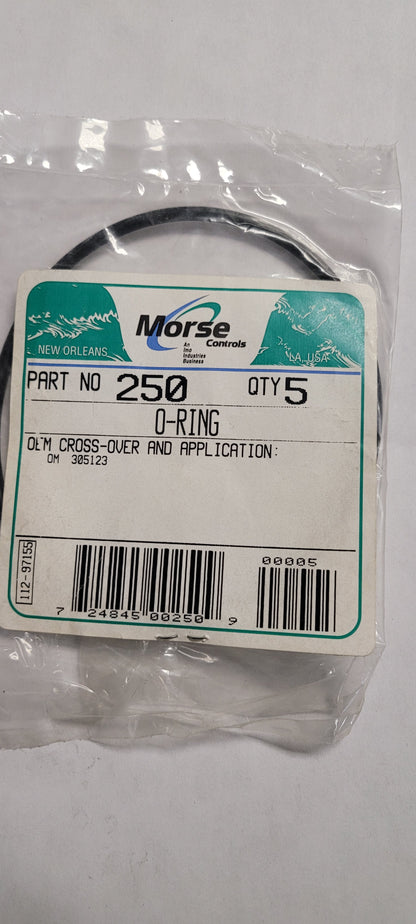 Morse
Controls
An
Imo
Industries
Business
NEW ORLEANS
LA, USA
PART NO 250 QTY 5
O-RING
OEM CROSS-OVER AND APPLICATION:
OM 305123
112-97155
00005
7 24845 00250 9